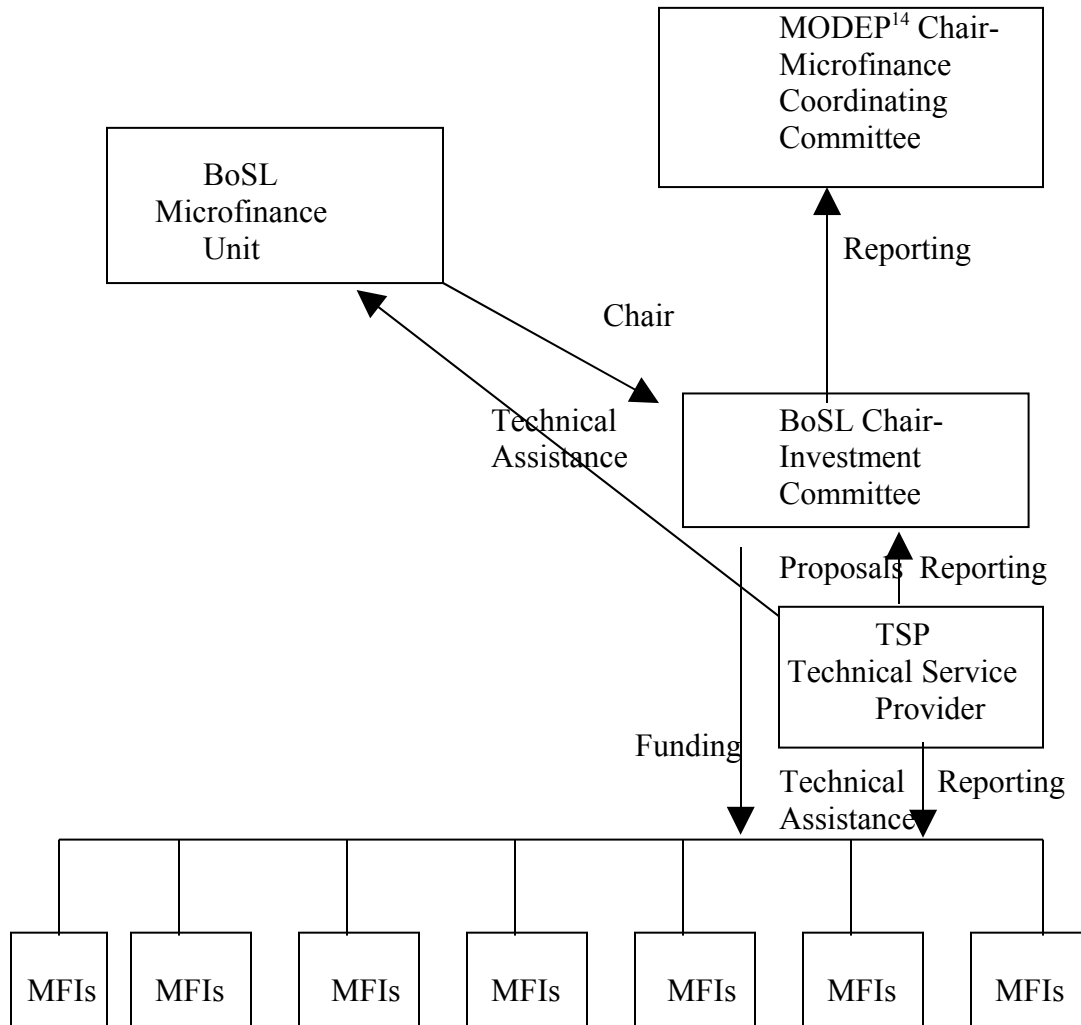 MODEP¹⁴ Chair-
Microfinance
Coordinating
Committee
BoSL
Microfinance
Unit
Reporting
Chair
Technical
Assistance
BoSL Chair-
Investment
Committee
Proposals Reporting
TSP
Technical Service
Provider
Funding
Technical Reporting
Assistance
MFIs MFIs MFIs MFIs MFIs MFIs MFIs